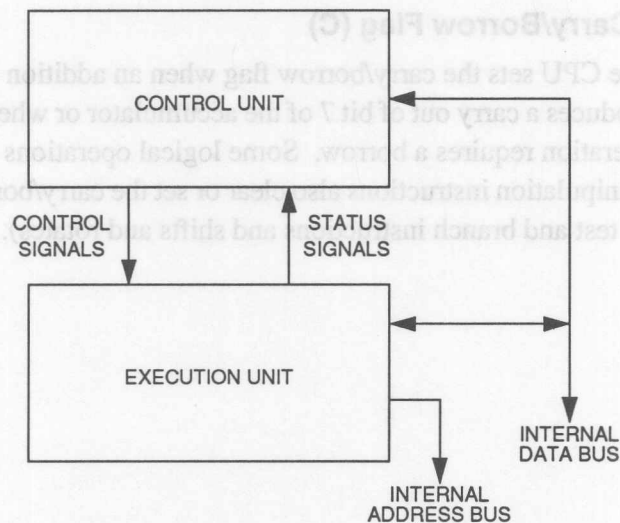 Carry/Borrow Flag (C)
e CPU sets the carry/borrow flag when an addition
duces a carry out of bit 7 of the accumulator or whe
eration requires a borrow. Some logical operations
nipulation instructions also clear or set the carry/bor
test and branch instructions and shifts and rotates).
CONTROL UNIT
CONTROL
SIGNALS
STATUS
SIGNALS
EXECUTION UNIT
INTERNAL
DATA BUS
INTERNAL
ADDRESS BUS